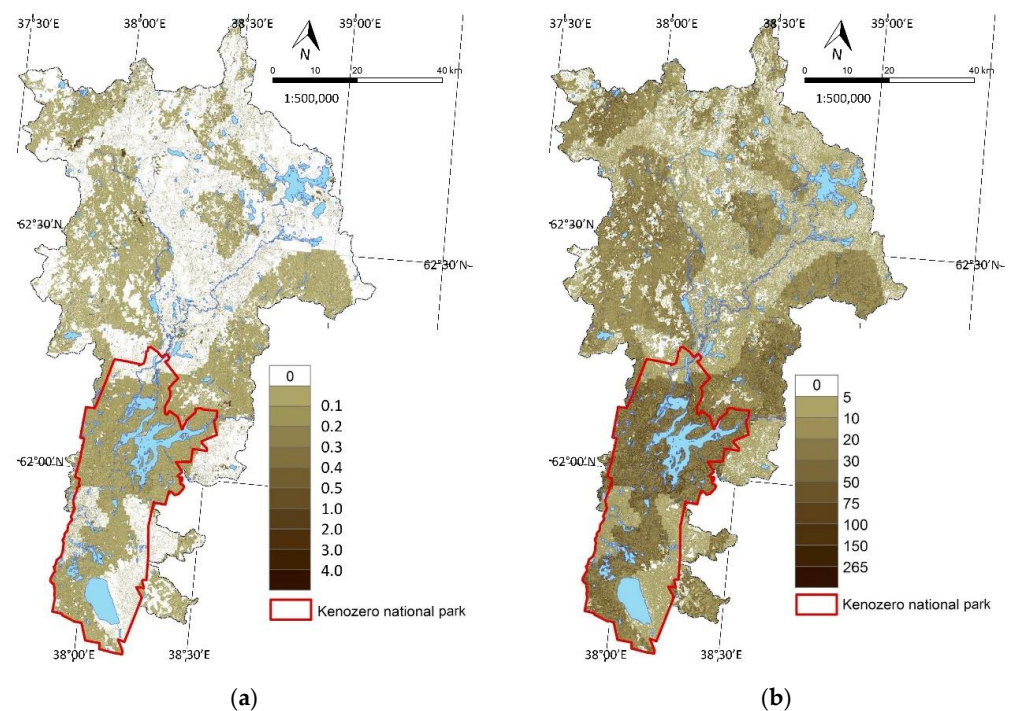 37°30′E
38°00′E
38°30′E
39°00′E
N
0 10 20 40 km
1:500,000
62°30′N
62°30′N
0
0.1
0.2
0.3
0.4
0.5
1.0
2.0
3.0
4.0
62°00′N
Kenozero national park
38°00′E
38°30′E
(a)
37°30′E
38°00′E
38°30′E
39°00′E
N
0 10 20 40 km
1:500,000
62°30′N
62°30′N
0
5
10
20
30
50
75
100
150
265
62°00′N
Kenozero national park
38°00′E
38°30′E
(b)